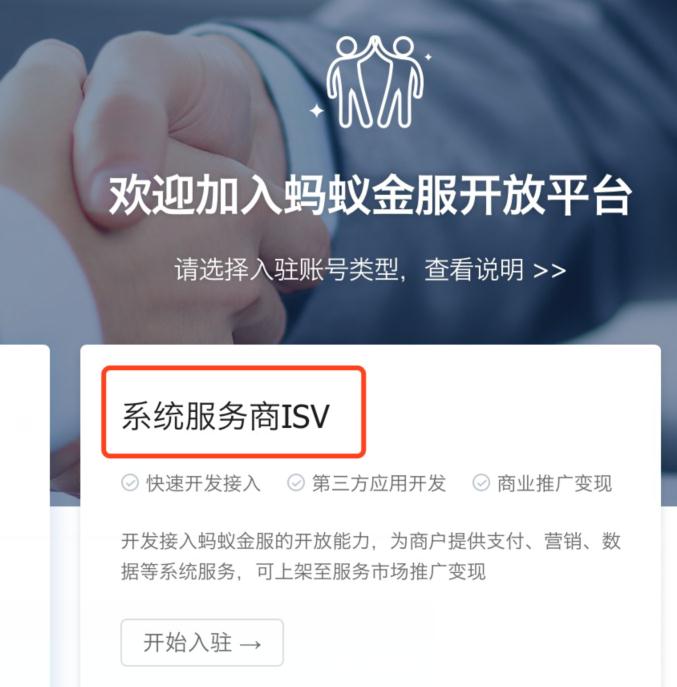 欢迎加入蚂蚁金服开放平台
请选择入驻账号类型，查看说明 >>
系统服务商ISV
快速开发接入 第三方应用开发 商业推广变现
开发接入蚂蚁金服的开放能力，为商户提供支付、营销、数
据等系统服务，可上架至服务市场推广变现
开始入驻 →